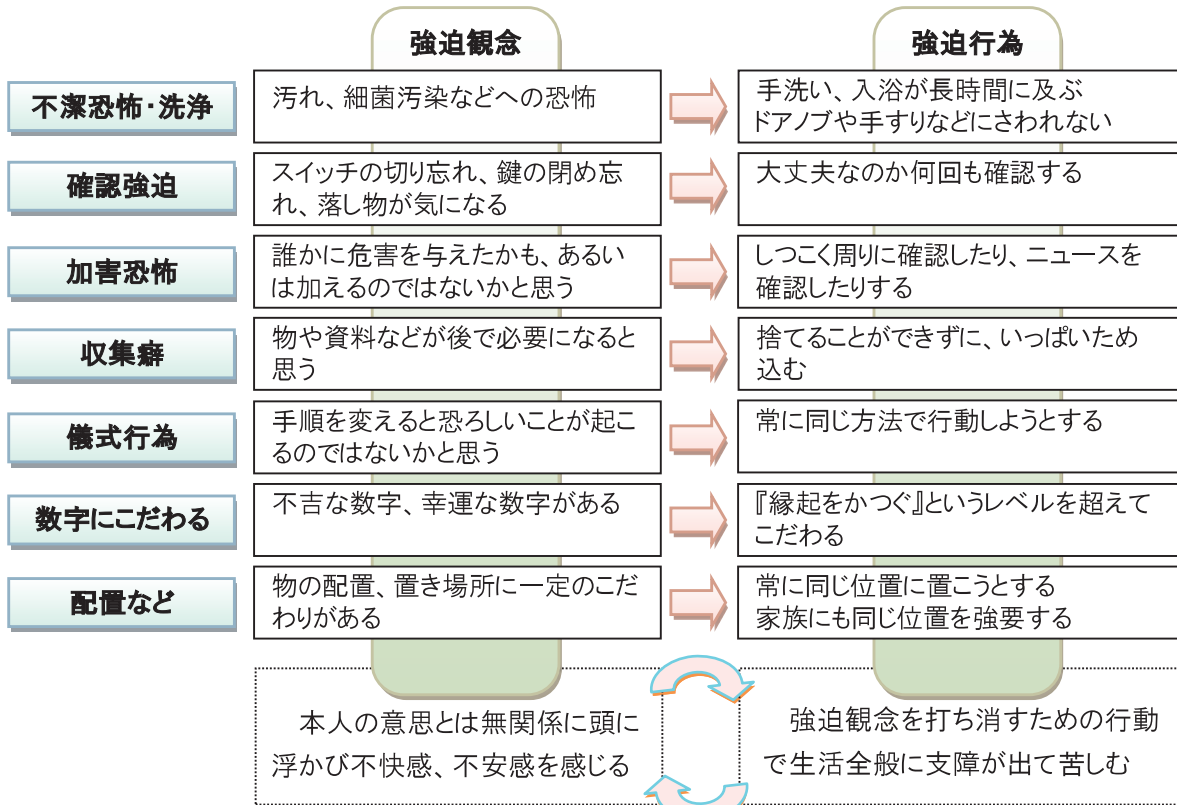 強迫観念
強迫行為
不潔恐怖・洗浄
汚れ、細菌汚染などへの恐怖
手洗い、入浴が長時間に及ぶ
ドアノブや手すりなどにさわれない
確認強迫
スイッチの切り忘れ、鍵の閉め忘
れ、落し物が気になる
大丈夫なのか何回も確認する
加害恐怖
誰かに危害を与えたかも、あるい
は加えるのではないかと思う
しつこく周りに確認したり、ニュースを
確認したりする
収集癖
物や資料などが後で必要になると
思う
捨てることができずに、いっぱいため
込む
儀式行為
手順を変えると恐ろしいことが起こ
るのではないかと思う
常に同じ方法で行動しようとする
数字にこだわる
不吉な数字、幸運な数字がある
『縁起をかつぐ』というレベルを超えて
こだわる
配置など
物の配置、置き場所に一定のこだ
わりがある
常に同じ位置に置こうとする
家族にも同じ位置を強要する
本人の意思とは無関係に頭に
浮かび不快感、不安感を感じる
強迫観念を打ち消すための行動
で生活全般に支障が出て苦しむ